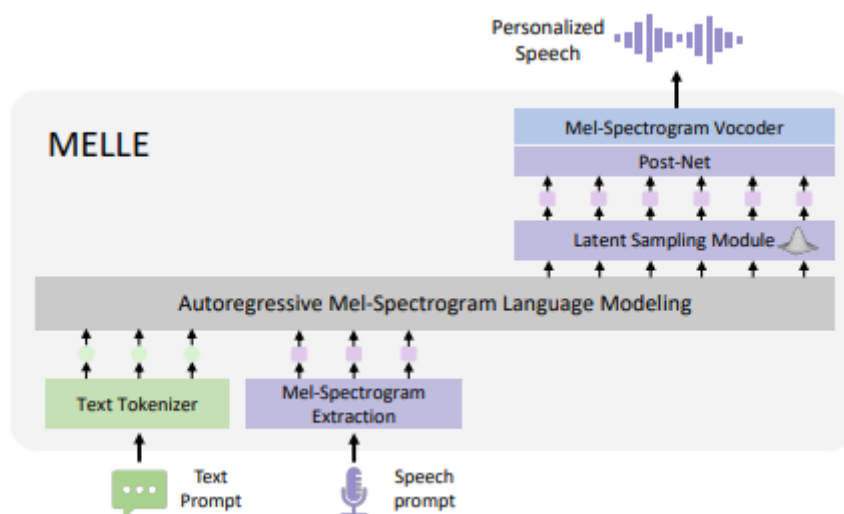 Personalized
Speech
MELLE
Mel-Spectrogram Vocoder
Post-Net
Latent Sampling Module
Autoregressive Mel-Spectrogram Language Modeling
Text Tokenizer
Mel-Spectrogram
Extraction
Text
Prompt
Speech
prompt